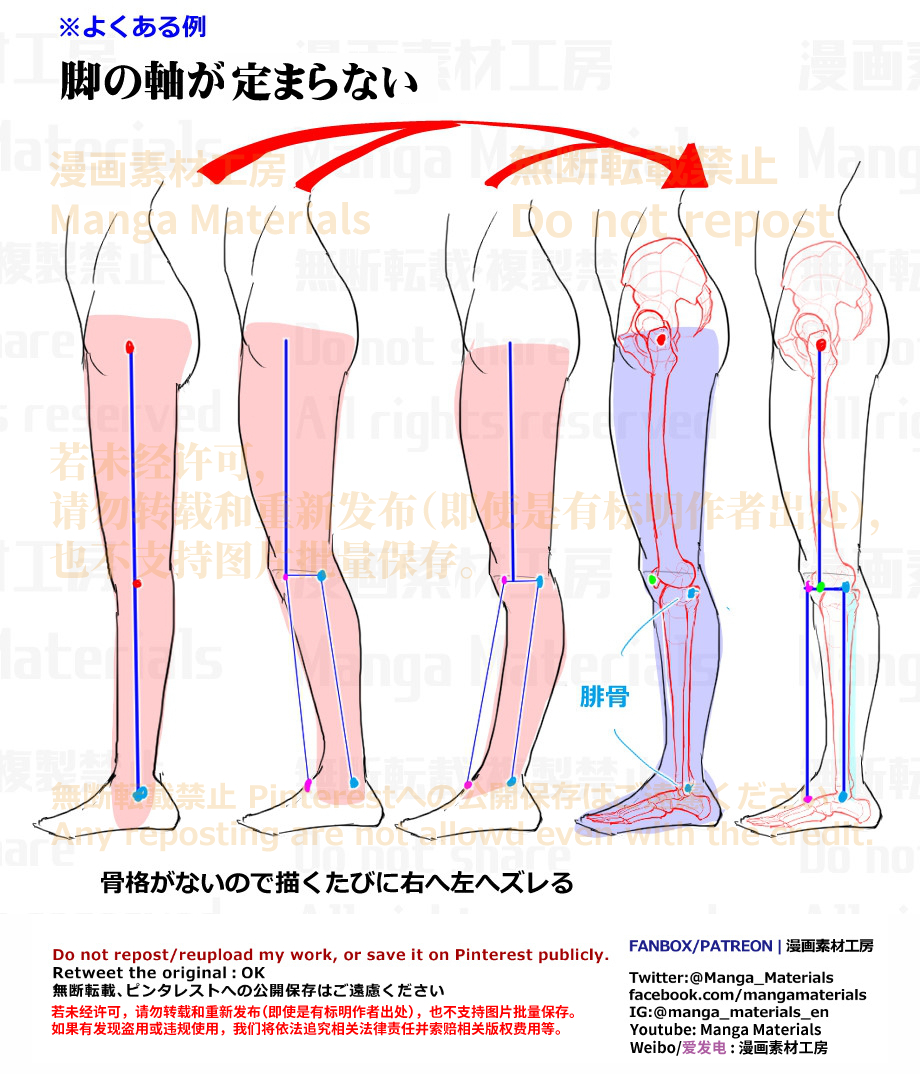 ※よくある例
脚の軸が定まらない
漫画素材工房
無断転載禁止
Manga Materials
Do not repost
若未经许可，
请勿转载和重新发布（即使是有标明作者出处），
也不支持图片批量保存。
腓骨
無断転載禁止 Pinterestへの公開保存はご遠慮ください
Any reposting are not allowed even with the credit.
骨格がないので描くたびに右へ左へズレる
Do not repost/reupload my work, or save it on Pinterest publicly.
Retweet the original : OK
無断転載、ピンタレストへの公開保存はご遠慮ください
若未经许可，请勿转载和重新发布（即使是有标明作者出处），也不支持图片批量保存。
如果有发现盗用或违规使用，我们将依法追究相关法律责任并索赔相关版权费用等。
FANBOX/PATREON | 漫画素材工房
Twitter:@Manga_Materials
facebook.com/mangamaterials
IG:@manga_materials_en
Youtube: Manga Materials
Weibo/爱发电 : 漫画素材工房